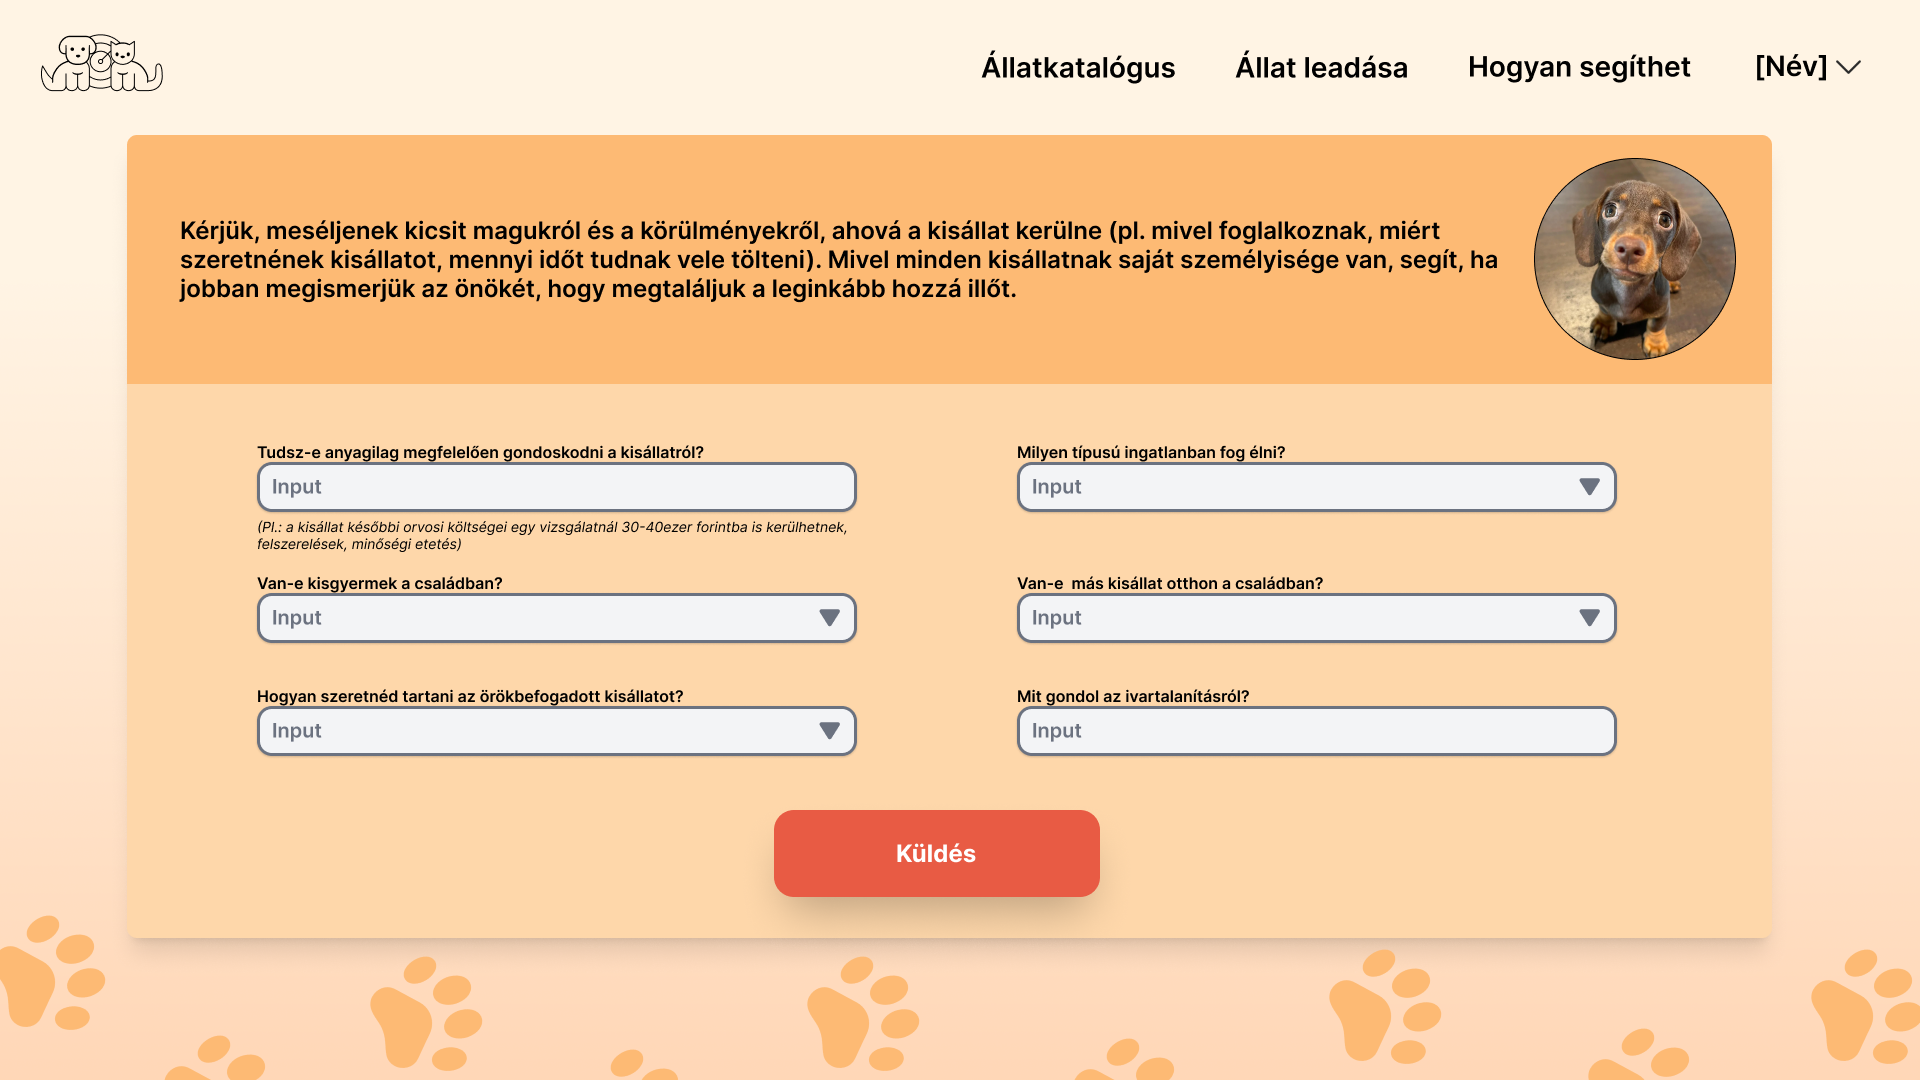 Állatkatalógus
Állat leadása
Hogyan segíthet
[Név]
Kérjük, meséljenek kicsit magukról és a körülményekről, ahová a kisállat kerülne (pl. mivel foglalkoznak, miért
szeretnének kisállatot, mennyi időt tudnak vele tölteni). Mivel minden kisállatnak saját személyisége van, segít, ha
jobban megismerjük az önökét, hogy megtaláljuk a leginkább hozzá illőt.
Tudsz-e anyagilag megfelelően gondoskodni a kisállatról?
Input
(Pl.: a kisállat későbbi orvosi költségei egy vizsgálatnál 30-40ezer forintba is kerülhetnek,
felszerelések, minőségi etetés)
Milyen típusú ingatlanban fog élni?
Input
Van-e kisgyermek a családban?
Input
Van-e  más kisállat otthon a családban?
Input
Hogyan szeretnéd tartani az örökbefogadott kisállatot?
Input
Mit gondol az ivartalanításról?
Input
Küldés